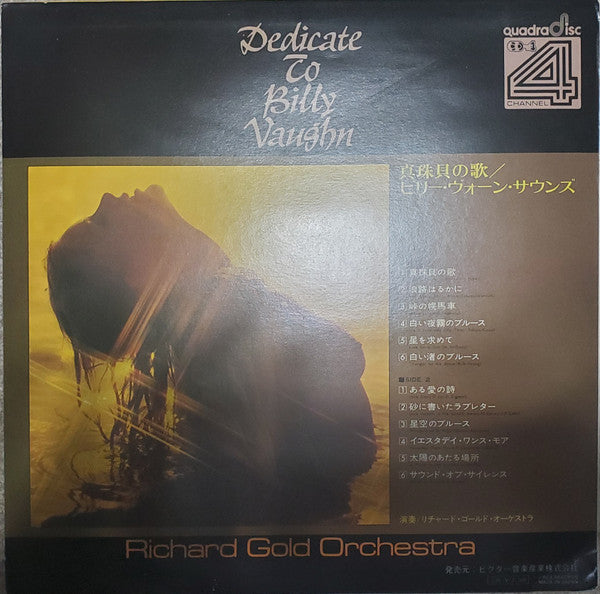 Dedicate
To
Billy
Vaughn
quadradisc
CD-4
4
CHANNEL
真珠貝の歌/
ビリー・ヴォーン・サウンズ
1 真珠貝の歌
2 浪路はるかに
3 峠の幌馬車
4 白い夜霧のブルース
5 星を求めて
6 白い渚のブルース
SIDE 2
1 ある愛の詩
2 砂に書いたラブレター
3 星空のブルース
4 イエスタデイ・ワンス・モア
5 太陽のあたる場所
6 サウンド・オブ・サイレンス
演奏:リチャード・ゴールド・オーケストラ
Richard Gold Orchestra
発売元:ビクター音楽産業株式会社
MADE IN JAPAN